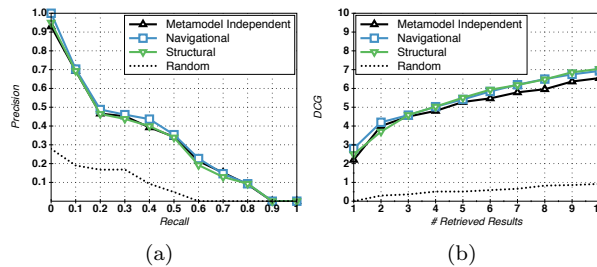 Metamodel Independent
Navigational
Structural
Random
Precision
1
0.9
0.8
0.7
0.6
0.5
0.4
0.3
0.2
0.1
0 0.1 0.2 0.3 0.4 0.5 0.6 0.7 0.8 0.9 1
Recall
(a)
Metamodel Independent
Navigational
Structural
Random
DCG
10
9
8
7
6
5
4
3
2
1
0
1 2 3 4 5 6 7 8 9 1
# Retrieved Results
(b)